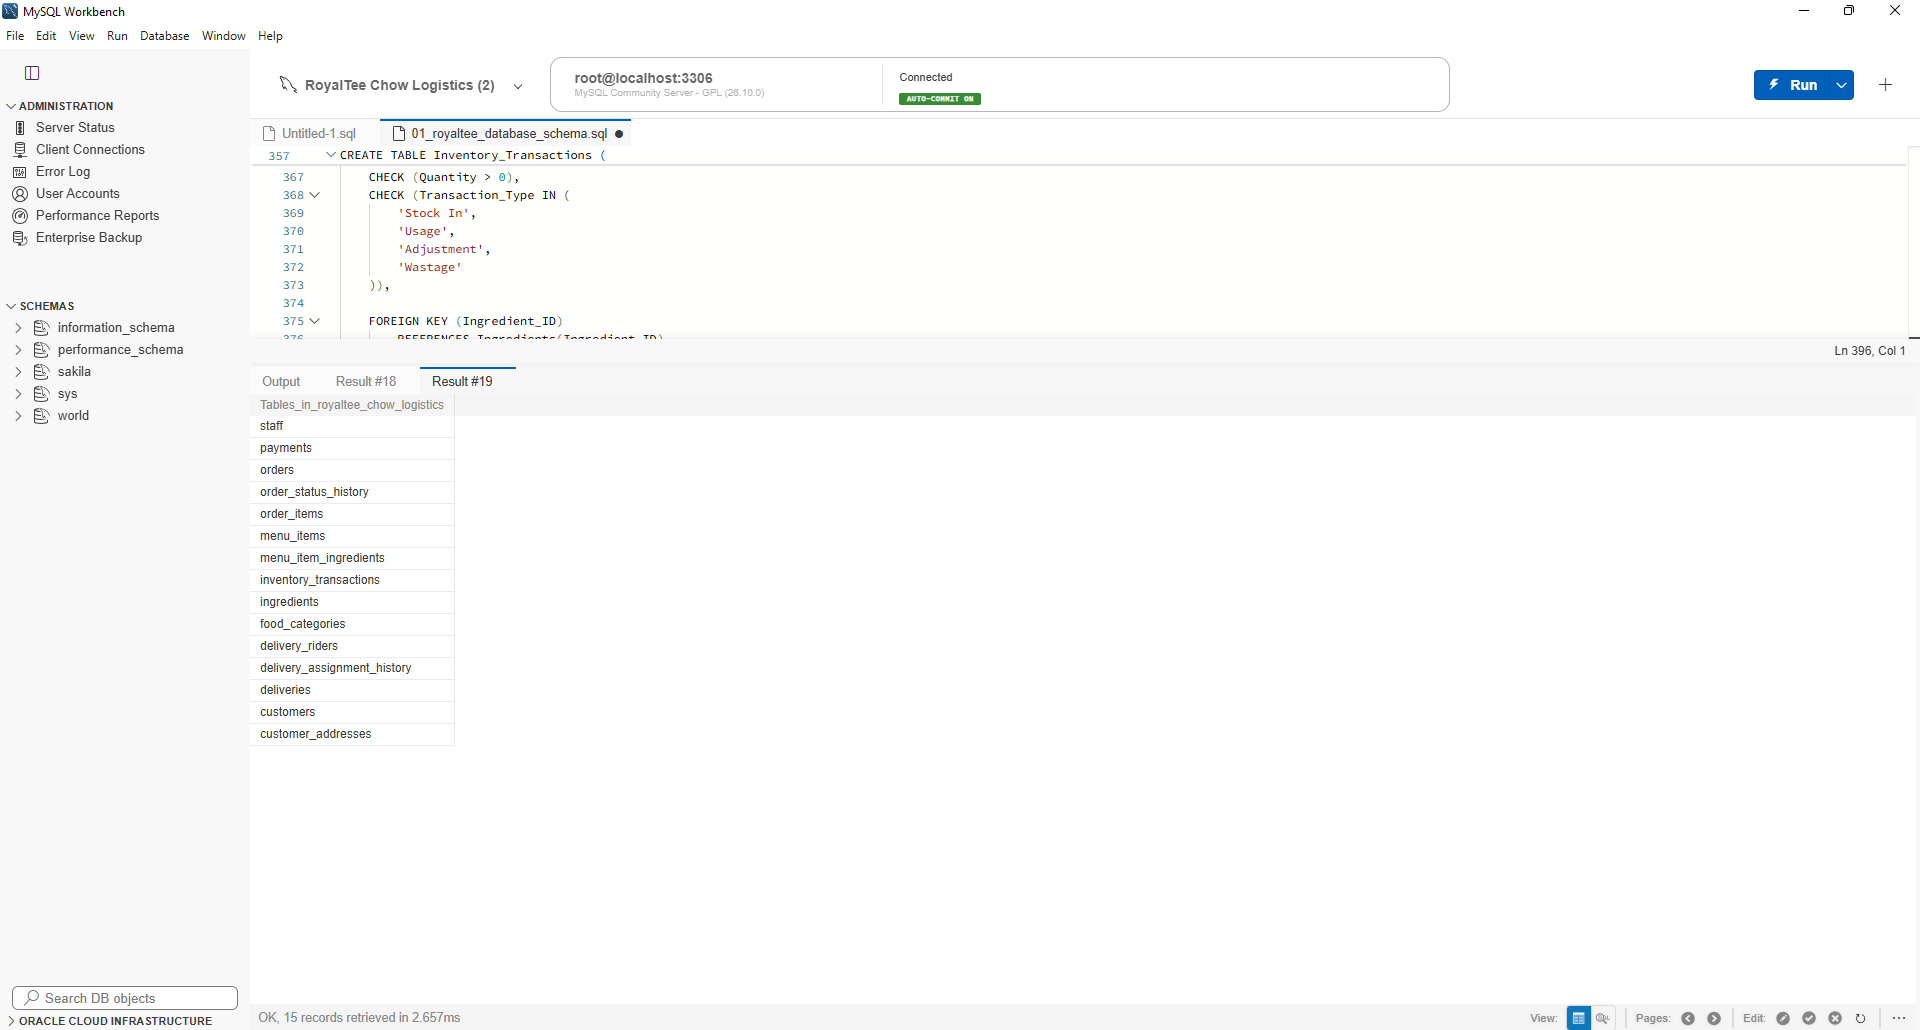 MySQL Workbench
File Edit View Run Database Window Help
RoyalTee Chow Logistics (2)
root@localhost:3306
MySQL Community Server - GPL (26.10.0)
Connected
AUTO-COMMIT ON
Run
ADMINISTRATION
Server Status
Client Connections
Error Log
User Accounts
Performance Reports
Enterprise Backup
SCHEMAS
information_schema
performance_schema
sakila
sys
world
Search DB objects
ORACLE CLOUD INFRASTRUCTURE
Untitled-1.sql 01_royaltee_database_schema.sql
357 CREATE TABLE Inventory_Transactions (
367 CHECK (Quantity > 0),
368 CHECK (Transaction_Type IN (
369 'Stock In',
370 'Usage',
371 'Adjustment',
372 'Wastage'
373 )),
374
375 FOREIGN KEY (Ingredient_ID)
376 REFERENCES Ingredients(Ingredient_ID)
Ln 396, Col 1
Output Result #18 Result #19
Tables_in_royaltee_chow_logistics
staff
payments
orders
order_status_history
order_items
menu_items
menu_item_ingredients
inventory_transactions
ingredients
food_categories
delivery_riders
delivery_assignment_history
deliveries
customers
customer_addresses
OK, 15 records retrieved in 2.657ms
View: Pages: Edit: